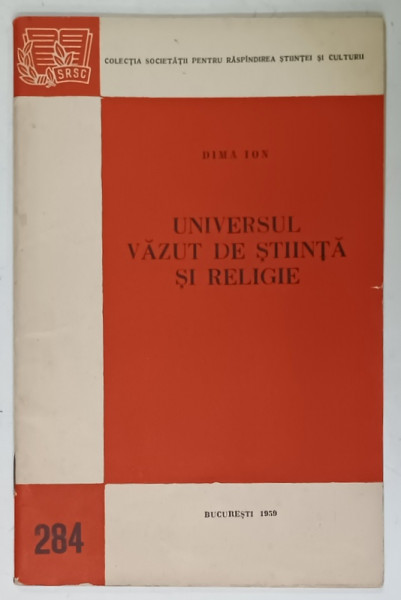 SRSC
COLECȚIA SOCIETĂȚII PENTRU RĂSPÎNDIREA ȘTIINȚEI ȘI CULTURII
DIMA ION
UNIVERSUL
VĂZUT DE ȘTIINȚĂ
ȘI RELIGIE
BUCUREȘTI 1959
284